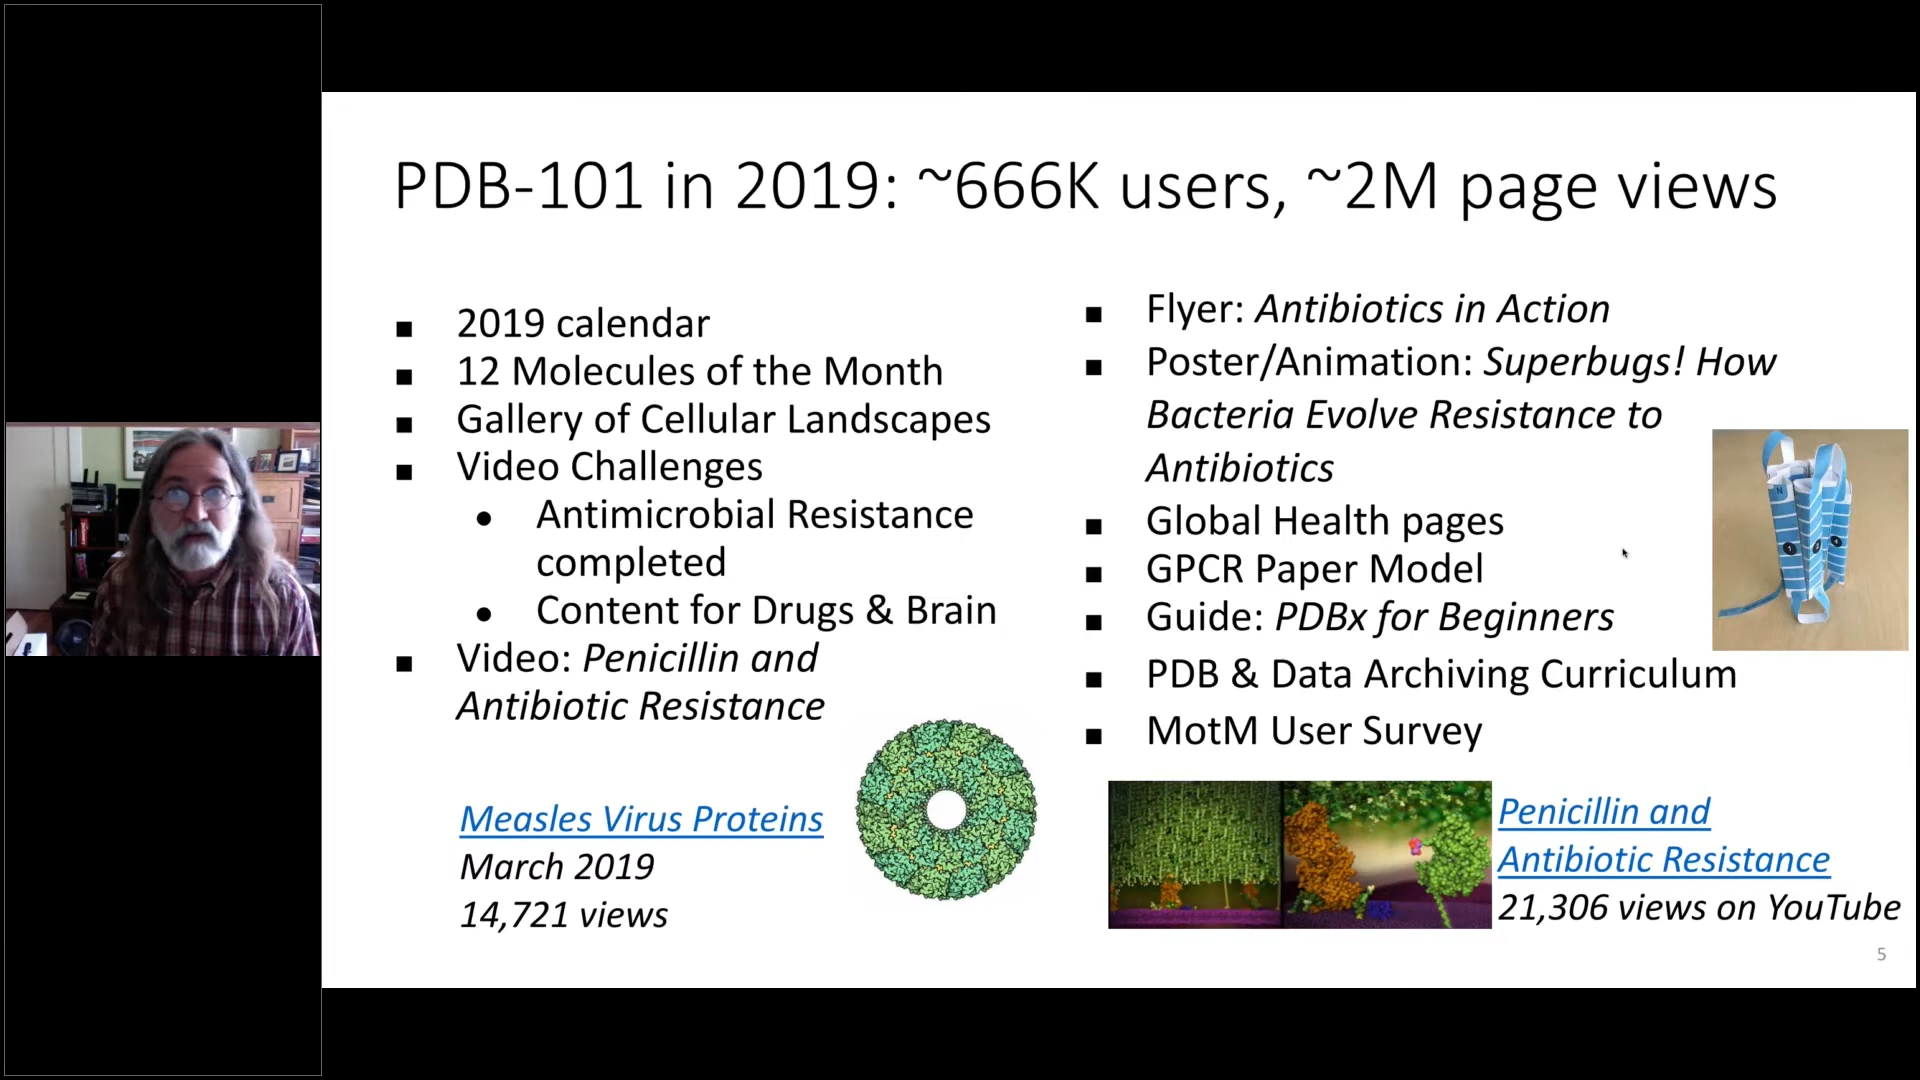 PDB-101 in 2019: ~666K users, ~2M page views
2019 calendar
12 Molecules of the Month
Gallery of Cellular Landscapes
Video Challenges
Antimicrobial Resistance
completed
Content for Drugs & Brain
Video: Penicillin and
Antibiotic Resistance
Measles Virus Proteins
March 2019
14,721 views
Flyer: Antibiotics in Action
Poster/Animation: Superbugs! How
Bacteria Evolve Resistance to
Antibiotics
Global Health pages
GPCR Paper Model
Guide: PDBx for Beginners
PDB & Data Archiving Curriculum
MotM User Survey
Penicillin and
Antibiotic Resistance
21,306 views on YouTube
5